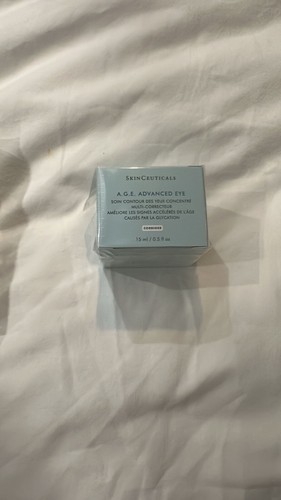 SKINCEUTICALS
A.G.E. ADVANCED EYE
SOIN CONTOUR DES YEUX CONCENTRÉ
MULTI-CORRECTEUR
AMÉLIORE LES SIGNES ACCÉLÉRÉS DE L'ÂGE
CAUSÉS PAR LA GLYCATION
CORRIGER
15 ml / 0.5 fl oz